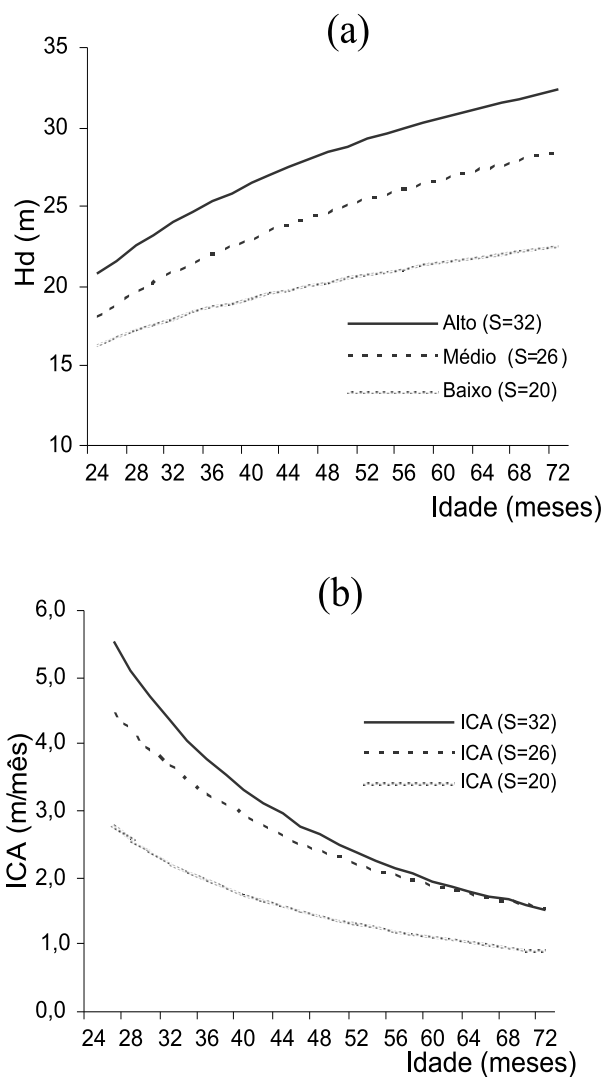 (a)
35
30
25
20
15
10
Hd (m)
Alto (S=32)
Médio (S=26)
Baixo (S=20)
24 28 32 36 40 44 48 52 56 60 64 68 72
Idade (meses)
(b)
6,0
5,0
4,0
3,0
2,0
1,0
0,0
ICA (m/mês)
ICA (S=32)
ICA (S=26)
ICA (S=20)
24 28 32 36 40 44 48 52 56 60 64 68 72
Idade (meses)